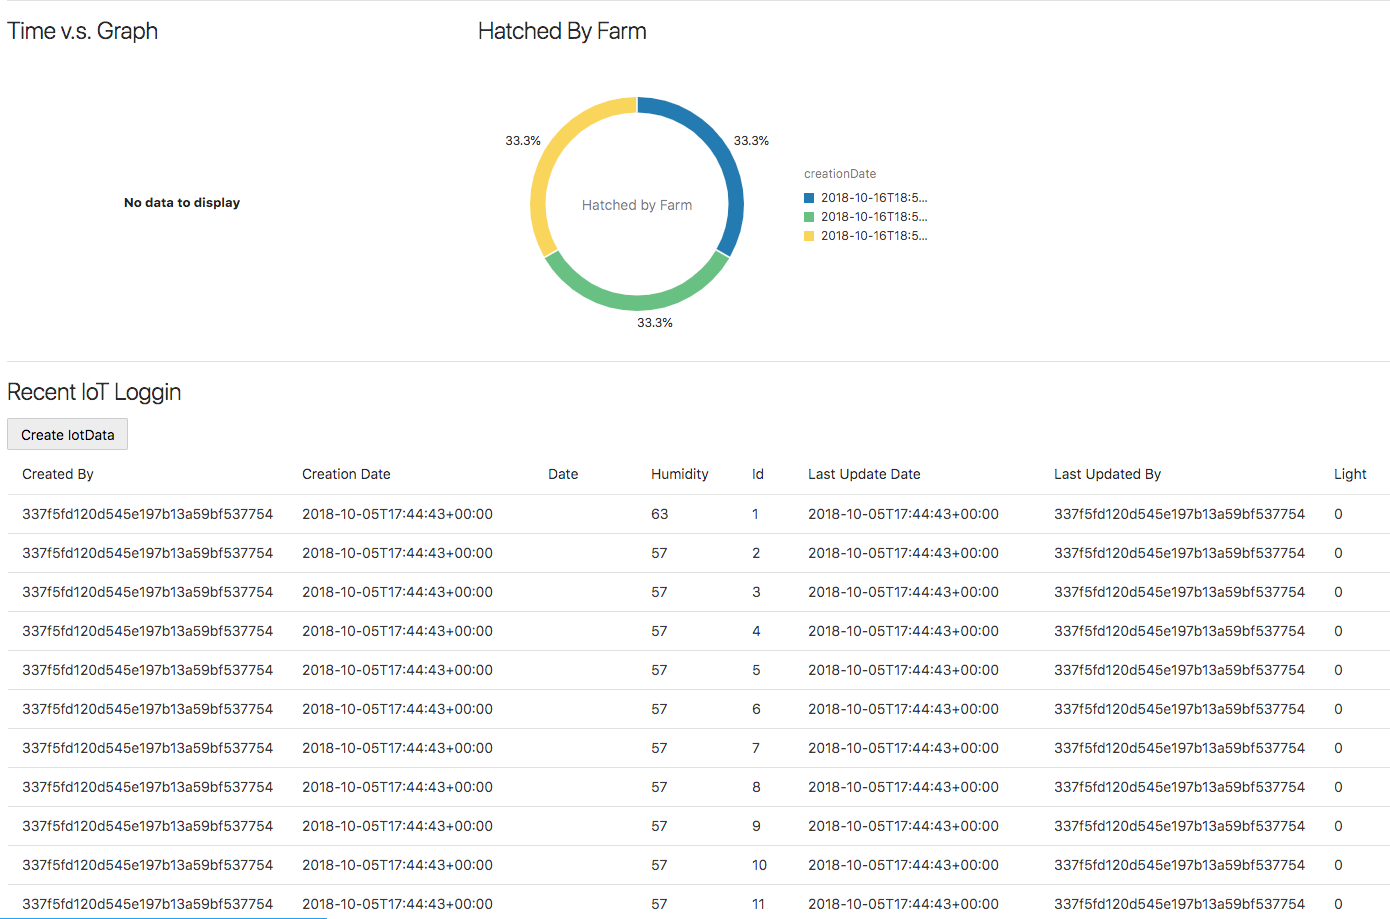 Time v.s. Graph
Hatched By Farm
33.3%
33.3%
creationDate
2018-10-16T18:5...
No data to display
Hatched by Farm
2018-10-16T18:5...
2018-10-16T18:5...
33.3%
Recent IoT Loggin
Create IotData
Created By Creation Date Date Humidity Id Last Update Date Last Updated By Light
337f5fd120d545e197b13a59bf537754 2018-10-05T17:44:43+00:00 63 1 2018-10-05T17:44:43+00:00 337f5fd120d545e197b13a59bf537754 0
337f5fd120d545e197b13a59bf537754 2018-10-05T17:44:43+00:00 57 2 2018-10-05T17:44:43+00:00 337f5fd120d545e197b13a59bf537754 0
337f5fd120d545e197b13a59bf537754 2018-10-05T17:44:43+00:00 57 3 2018-10-05T17:44:43+00:00 337f5fd120d545e197b13a59bf537754 0
337f5fd120d545e197b13a59bf537754 2018-10-05T17:44:43+00:00 57 4 2018-10-05T17:44:43+00:00 337f5fd120d545e197b13a59bf537754 0
337f5fd120d545e197b13a59bf537754 2018-10-05T17:44:43+00:00 57 5 2018-10-05T17:44:43+00:00 337f5fd120d545e197b13a59bf537754 0
337f5fd120d545e197b13a59bf537754 2018-10-05T17:44:43+00:00 57 6 2018-10-05T17:44:43+00:00 337f5fd120d545e197b13a59bf537754 0
337f5fd120d545e197b13a59bf537754 2018-10-05T17:44:43+00:00 57 7 2018-10-05T17:44:43+00:00 337f5fd120d545e197b13a59bf537754 0
337f5fd120d545e197b13a59bf537754 2018-10-05T17:44:43+00:00 57 8 2018-10-05T17:44:43+00:00 337f5fd120d545e197b13a59bf537754 0
337f5fd120d545e197b13a59bf537754 2018-10-05T17:44:43+00:00 57 9 2018-10-05T17:44:43+00:00 337f5fd120d545e197b13a59bf537754 0
337f5fd120d545e197b13a59bf537754 2018-10-05T17:44:43+00:00 57 10 2018-10-05T17:44:43+00:00 337f5fd120d545e197b13a59bf537754 0
337f5fd120d545e197b13a59bf537754 2018-10-05T17:44:43+00:00 57 11 2018-10-05T17:44:43+00:00 337f5fd120d545e197b13a59bf537754 0